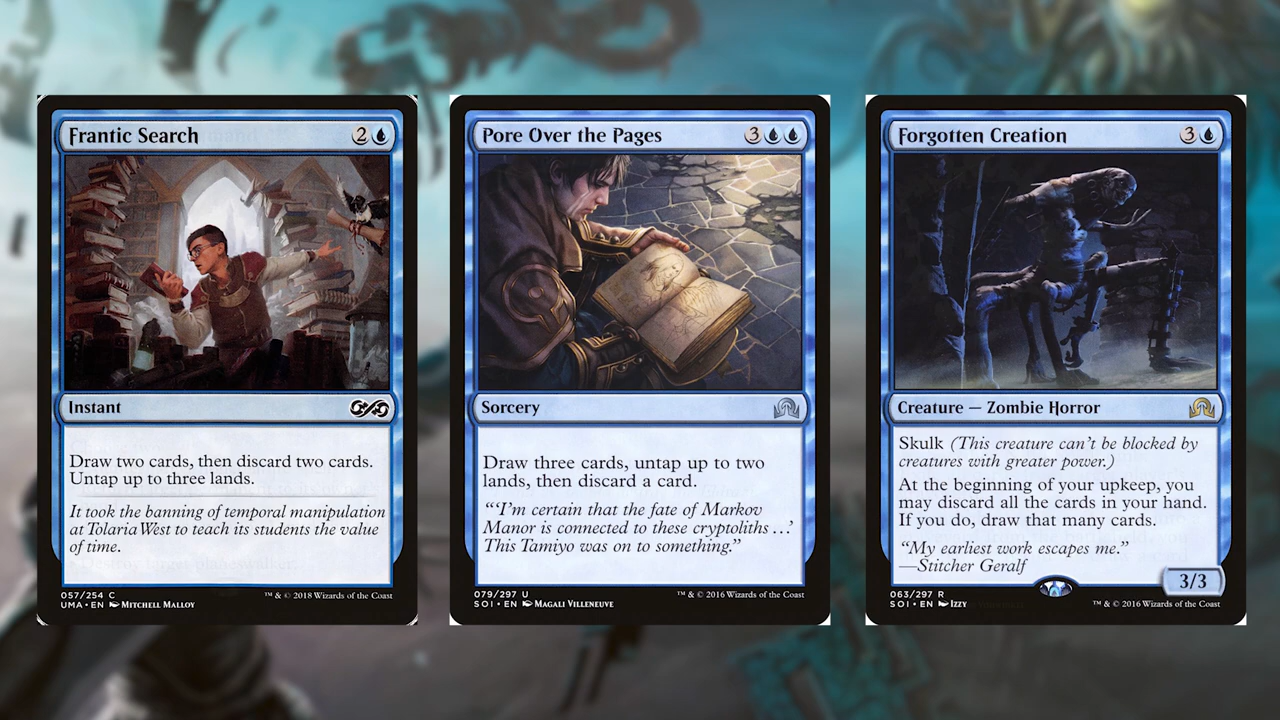 Frantic Search
2
Instant
Draw two cards, then discard two cards.
Untap up to three lands.
It took the banning of temporal manipulation
at Tolaria West to teach its students the value
of time.
057/254 C
UMA • EN Mitchell Malloy
™ & © 2018 Wizards of the Coast
Pore Over the Pages
3
Sorcery
Draw three cards, untap up to two
lands, then discard a card.
“‘I’m certain that the fate of Markov
Manor is connected to these cryptoliths . . .’
This Tamiyo was on to something.”
079/297 U
SOI • EN Magali Villeneuve
™ & © 2016 Wizards of the Coast
Forgotten Creation
3
Creature — Zombie Horror
Skulk (This creature can’t be blocked by
creatures with greater power.)
At the beginning of your upkeep, you
may discard all the cards in your hand.
If you do, draw that many cards.
“My earliest work escapes me.”
—Stitcher Geralf
3/3
063/297 R
SOI • EN Izzy
™ & © 2016 Wizards of the Coast